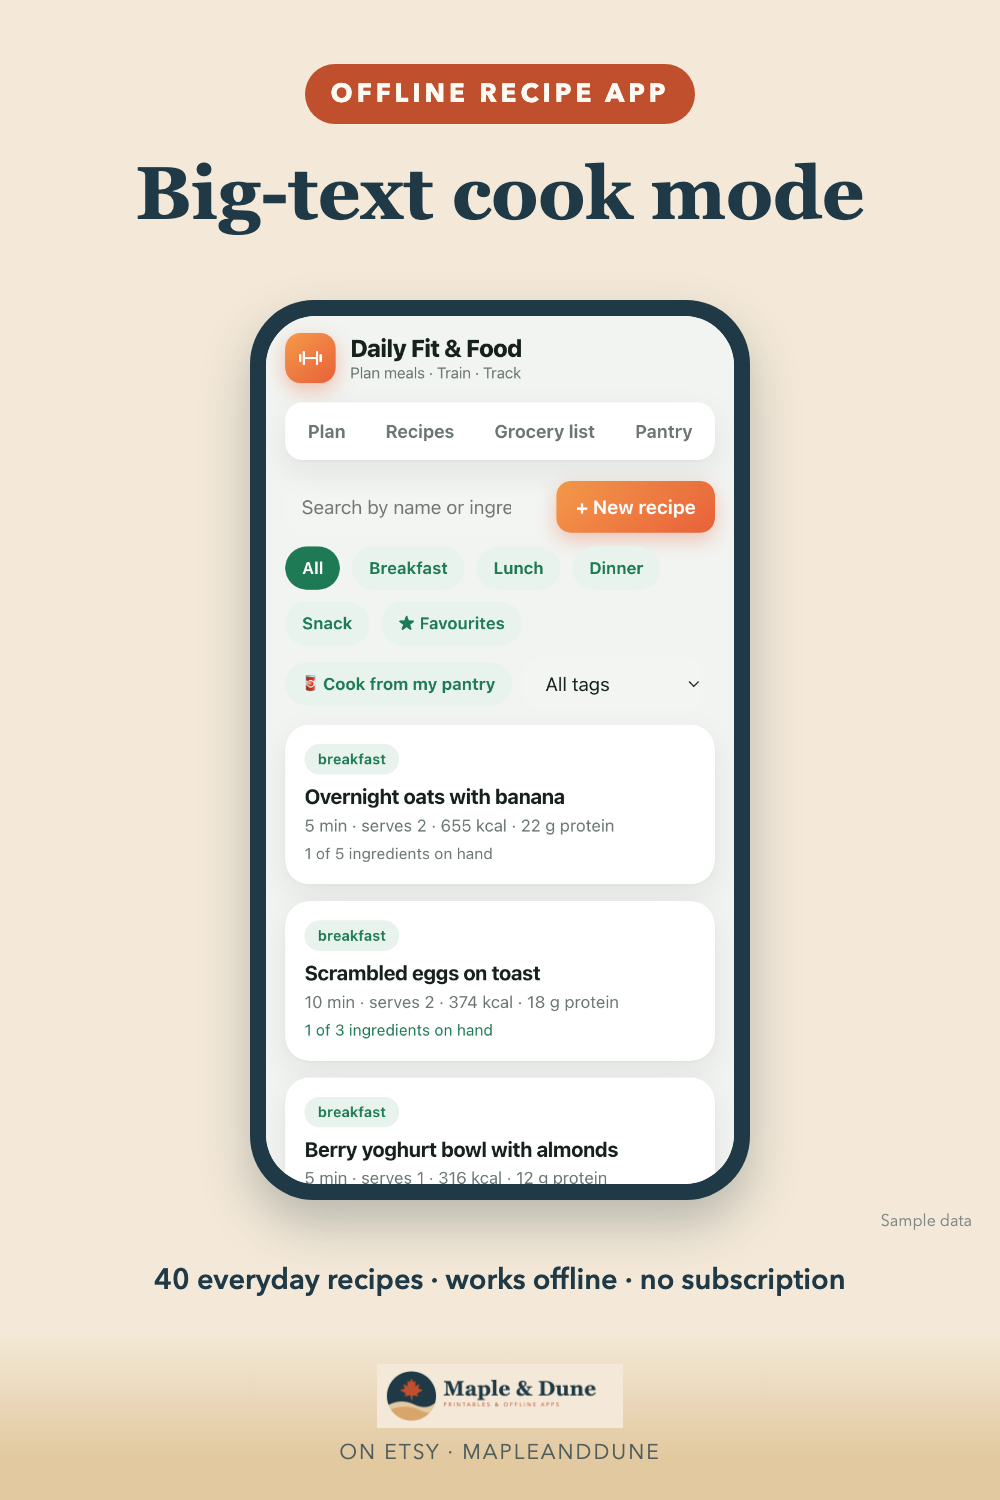 OFFLINE RECIPE APP
Big-text cook mode
Daily Fit & Food
Plan meals · Train · Track
Plan Recipes Grocery list Pantry
Search by name or ingre
+ New recipe
All Breakfast Lunch Dinner
Snack ★ Favourites
Cook from my pantry All tags
breakfast
Overnight oats with banana
5 min · serves 2 · 655 kcal · 22 g protein
1 of 5 ingredients on hand
breakfast
Scrambled eggs on toast
10 min · serves 2 · 374 kcal · 18 g protein
1 of 3 ingredients on hand
breakfast
Berry yoghurt bowl with almonds
5 min · serves 1 · 316 kcal · 12 g protein
Sample data
40 everyday recipes · works offline · no subscription
Maple & Dune
PRINTABLES & OFFLINE APPS
ON ETSY · MAPLEANDDUNE